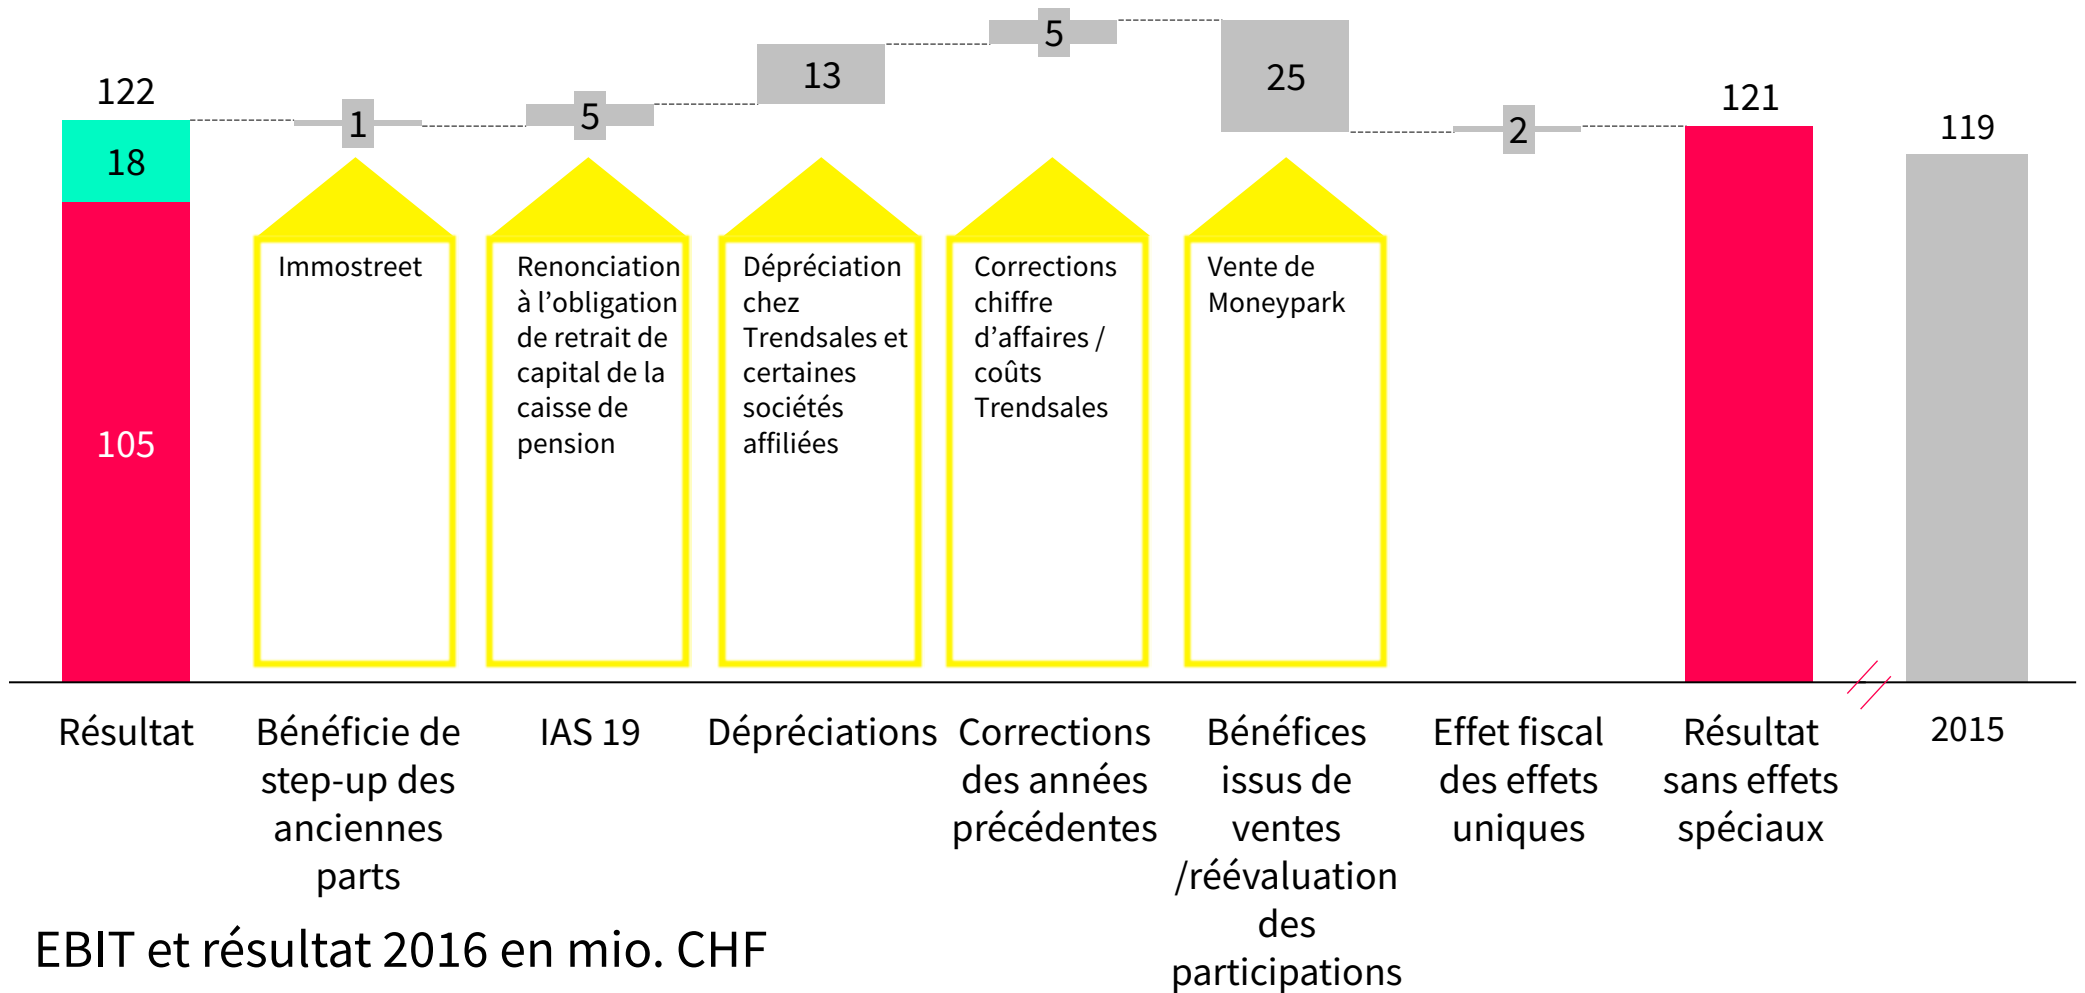 122
18
105
1
5
13
5
25
2
121
119
Immostreet
Renonciation
à l’obligation
de retrait de
capital de la
caisse de
pension
Dépréciation
chez
Trendsales et
certaines
sociétés
affiliées
Corrections
chiffre
d’affaires /
coûts
Trendsales
Vente de
Moneypark
Résultat
Bénéficie de
step-up des
anciennes
parts
IAS 19
Dépréciations
Corrections
des années
précédentes
Bénéfices
issus de
ventes
/réévaluation
des
participations
Effet fiscal
des effets
uniques
Résultat
sans effets
spéciaux
2015
EBIT et résultat 2016 en mio. CHF